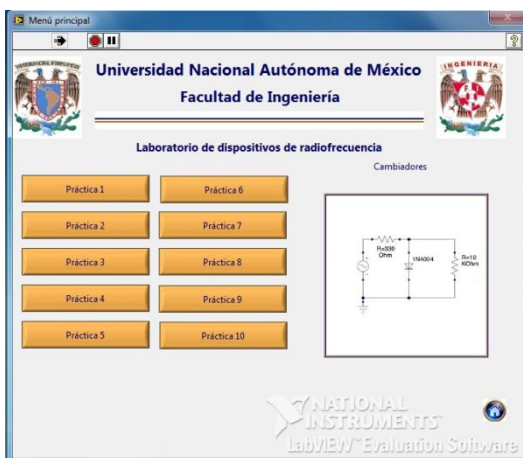 Menú principal
Universidad Nacional Autónoma de México
Facultad de Ingeniería
INGENIERIA
Laboratorio de dispositivos de radiofrecuencia
Cambiadores
Práctica 1
Práctica 6
Práctica 2
Práctica 7
Práctica 3
Práctica 8
Práctica 4
Práctica 9
Práctica 5
Práctica 10
R=330
Ohm
1N4004
R=10
KOhm
NATIONAL
INSTRUMENTS
LabVIEW Evaluation Software